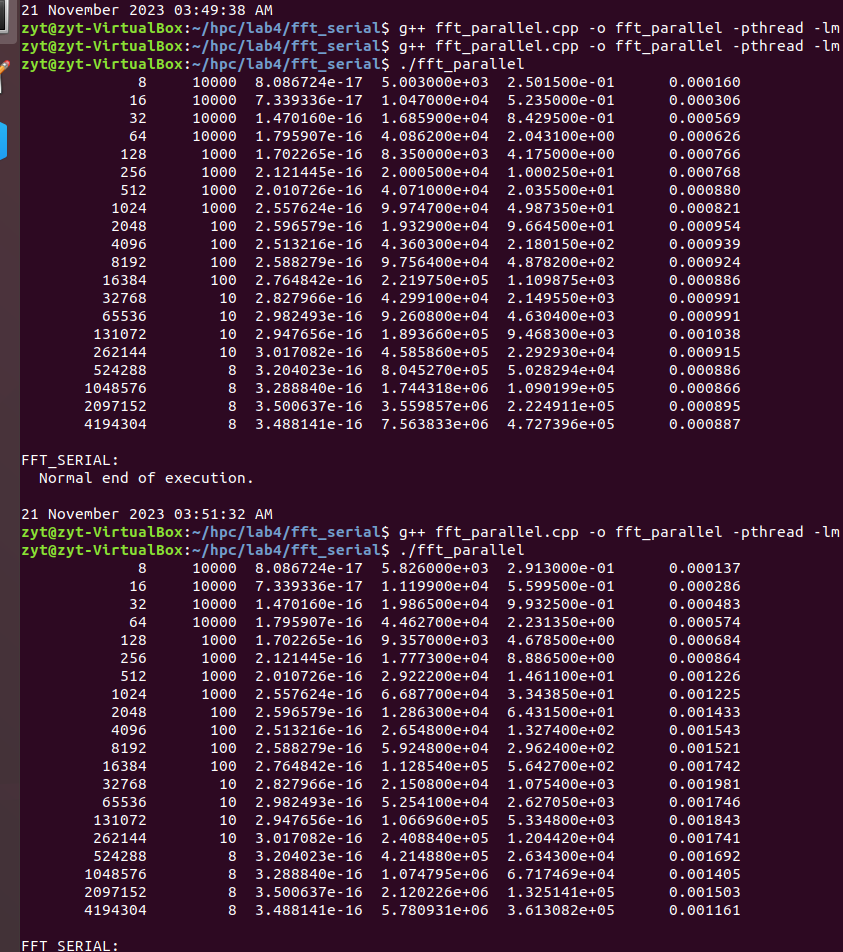 21 November 2023 03:49:38 AM
zyt@zyt-VirtualBox:~/hpc/lab4/fft_serial$ g++ fft_parallel.cpp -o fft_parallel -pthread -lm
zyt@zyt-VirtualBox:~/hpc/lab4/fft_serial$ g++ fft_parallel.cpp -o fft_parallel -pthread -lm
zyt@zyt-VirtualBox:~/hpc/lab4/fft_serial$ ./fft_parallel
8 10000 8.086724e-17 5.003000e+03 2.501500e-01 0.000160
16 10000 7.339336e-17 1.047000e+04 5.235000e-01 0.000306
32 10000 1.470160e-16 1.685900e+04 8.429500e-01 0.000569
64 10000 1.795907e-16 4.086200e+04 2.043100e+00 0.000626
128 1000 1.702265e-16 8.350000e+03 4.175000e+00 0.000766
256 1000 2.121445e-16 2.000500e+04 1.000250e+01 0.000768
512 1000 2.010726e-16 4.071000e+04 2.035500e+01 0.000880
1024 1000 2.557624e-16 9.974700e+04 4.987350e+01 0.000821
2048 100 2.596579e-16 1.932900e+04 9.664500e+01 0.000954
4096 100 2.513216e-16 4.360300e+04 2.180150e+02 0.000939
8192 100 2.588279e-16 9.756400e+04 4.878200e+02 0.000924
16384 100 2.764842e-16 2.219750e+05 1.109875e+03 0.000886
32768 10 2.827966e-16 4.299100e+04 2.149550e+03 0.000991
65536 10 2.982493e-16 9.260800e+04 4.630400e+03 0.000991
131072 10 2.947656e-16 1.893660e+05 9.468300e+03 0.001038
262144 10 3.017082e-16 4.585860e+05 2.292930e+04 0.000915
524288 8 3.204023e-16 8.045270e+05 5.028294e+04 0.000886
1048576 8 3.288840e-16 1.744318e+06 1.090199e+05 0.000866
2097152 8 3.500637e-16 3.559857e+06 2.224911e+05 0.000895
4194304 8 3.488141e-16 7.563833e+06 4.727396e+05 0.000887
FFT_SERIAL:
Normal end of execution.
21 November 2023 03:51:32 AM
zyt@zyt-VirtualBox:~/hpc/lab4/fft_serial$ g++ fft_parallel.cpp -o fft_parallel -pthread -lm
zyt@zyt-VirtualBox:~/hpc/lab4/fft_serial$ ./fft_parallel
8 10000 8.086724e-17 5.826000e+03 2.913000e-01 0.000137
16 10000 7.339336e-17 1.119900e+04 5.599500e-01 0.000286
32 10000 1.470160e-16 1.986500e+04 9.932500e-01 0.000483
64 10000 1.795907e-16 4.462700e+04 2.231350e+00 0.000574
128 1000 1.702265e-16 9.357000e+03 4.678500e+00 0.000684
256 1000 2.121445e-16 1.777300e+04 8.886500e+00 0.000864
512 1000 2.010726e-16 2.922200e+04 1.461100e+01 0.001226
1024 1000 2.557624e-16 6.687700e+04 3.343850e+01 0.001225
2048 100 2.596579e-16 1.286300e+04 6.431500e+01 0.001433
4096 100 2.513216e-16 2.654800e+04 1.327400e+02 0.001543
8192 100 2.588279e-16 5.924800e+04 2.962400e+02 0.001521
16384 100 2.764842e-16 1.128540e+05 5.642700e+02 0.001742
32768 10 2.827966e-16 2.150800e+04 1.075400e+03 0.001981
65536 10 2.982493e-16 5.254100e+04 2.627050e+03 0.001746
131072 10 2.947656e-16 1.066960e+05 5.334800e+03 0.001843
262144 10 3.017082e-16 2.408840e+05 1.204420e+04 0.001741
524288 8 3.204023e-16 4.214880e+05 2.634300e+04 0.001692
1048576 8 3.288840e-16 1.074795e+06 6.717469e+04 0.001405
2097152 8 3.500637e-16 2.120226e+06 1.325141e+05 0.001503
4194304 8 3.488141e-16 5.780931e+06 3.613082e+05 0.001161
FFT_SERIAL: